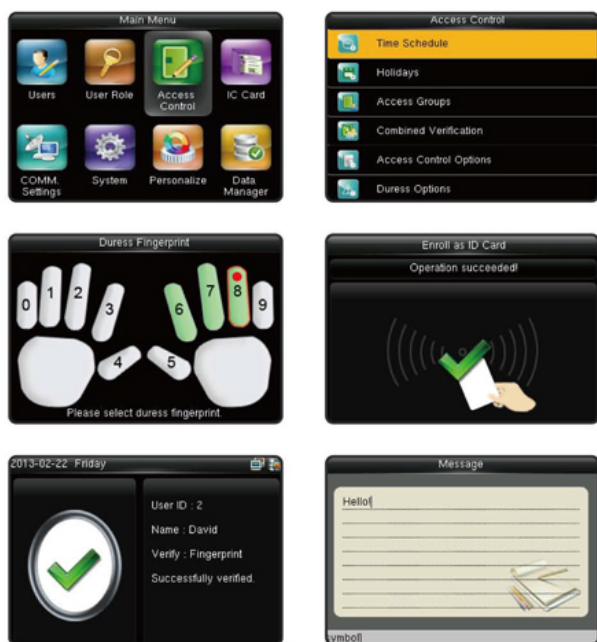 Main Menu
Users
User Role
Access
Control
IC Card
COMM.
Settings
System
Personalize
Data
Manager
Access Control
Time Schedule
Holidays
Access Groups
Combined Verification
Access Control Options
Duress Options
Duress Fingerprint
0
1
2
3
4
5
6
7
8
9
Please select duress fingerprint.
Enroll as ID Card
Operation succeeded!
2013-02-22 Friday
User ID : 2
Name : David
Verify : Fingerprint
Successfully verified.
Message
Hello!
ymbol]